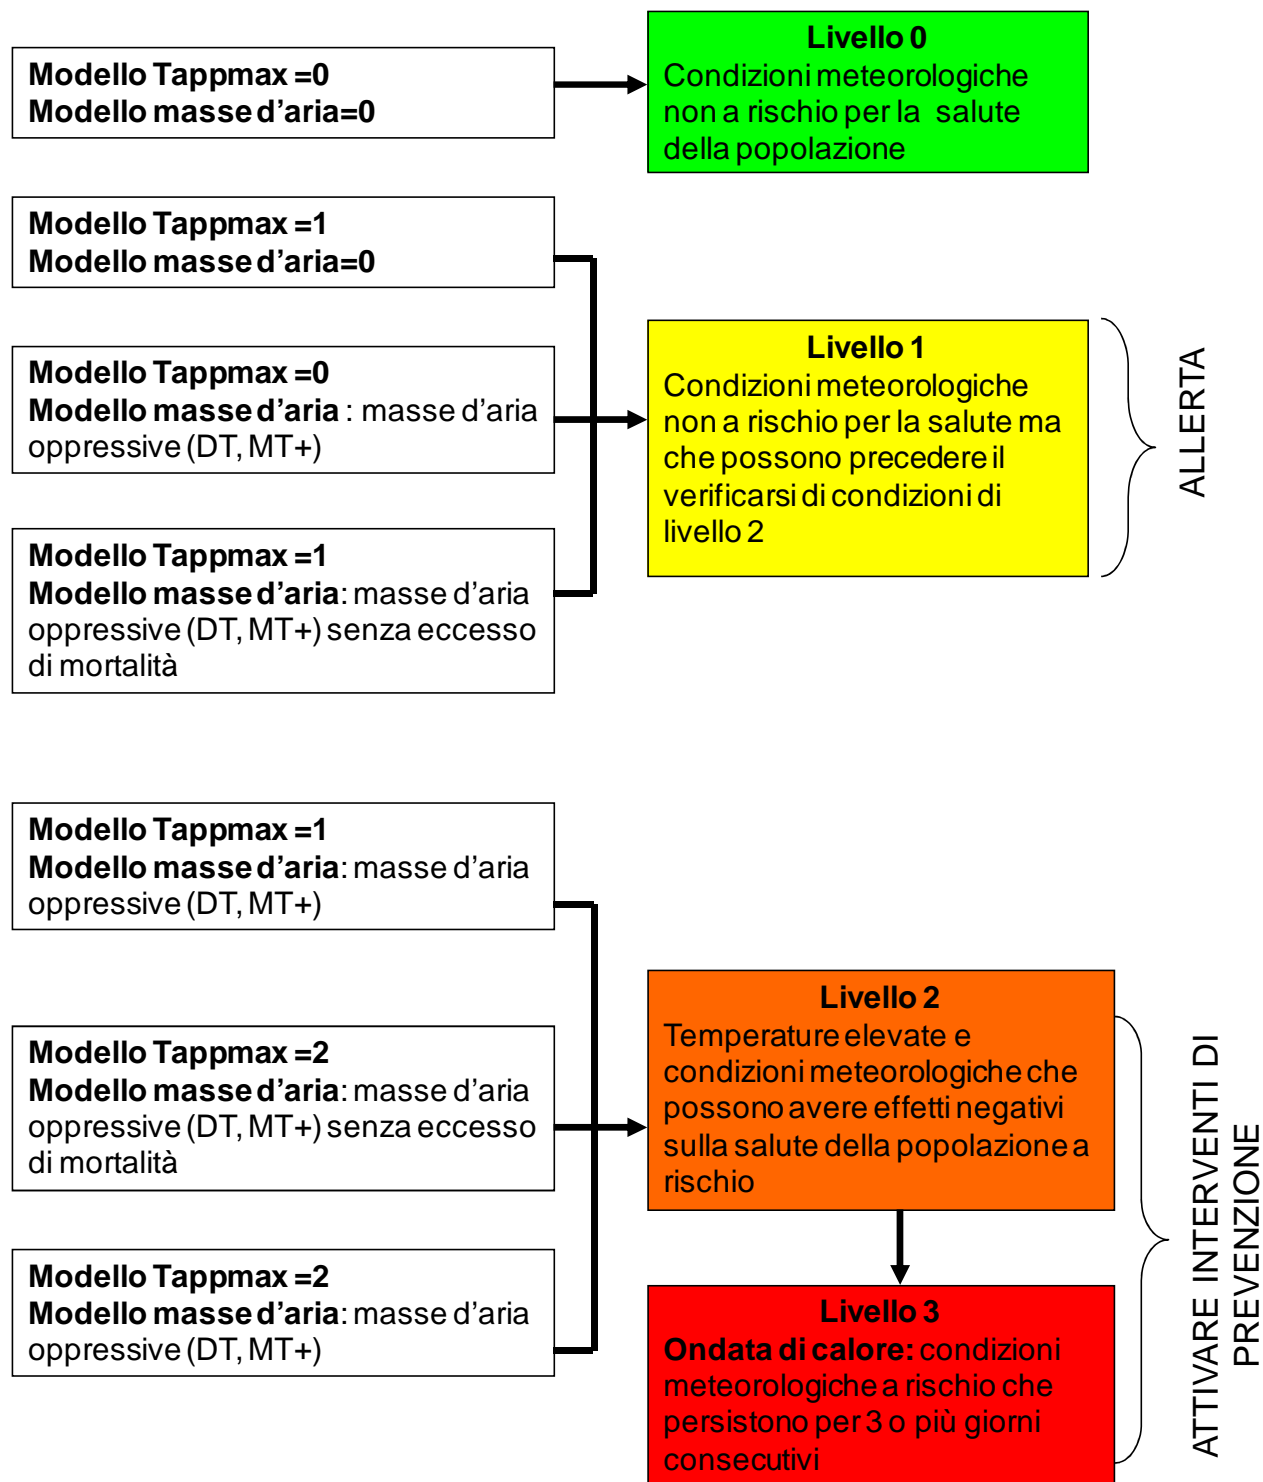 Modello Tappmax =0
Modello masse d’aria=0
Livello 0
Condizioni meteorologiche
non a rischio per la salute
della popolazione
Modello Tappmax =1
Modello masse d’aria=0
Modello Tappmax =0
Modello masse d’aria : masse d’aria
oppressive (DT, MT+)
Modello Tappmax =1
Modello masse d’aria: masse d’aria
oppressive (DT, MT+) senza eccesso
di mortalità
Livello 1
Condizioni meteorologiche
non a rischio per la salute ma
che possono precedere il
verificarsi di condizioni di
livello 2
ALLERTA
Modello Tappmax =1
Modello masse d’aria: masse d’aria
oppressive (DT, MT+)
Modello Tappmax =2
Modello masse d’aria: masse d’aria
oppressive (DT, MT+) senza eccesso
di mortalità
Modello Tappmax =2
Modello masse d’aria: masse d’aria
oppressive (DT, MT+)
Livello 2
Temperature elevate e
condizioni meteorologiche che
possono avere effetti negativi
sulla salute della popolazione a
rischio
Livello 3
Ondata di calore: condizioni
meteorologiche a rischio che
persistono per 3 o più giorni
consecutivi
ATTIVARE INTERVENTI DI
PREVENZIONE